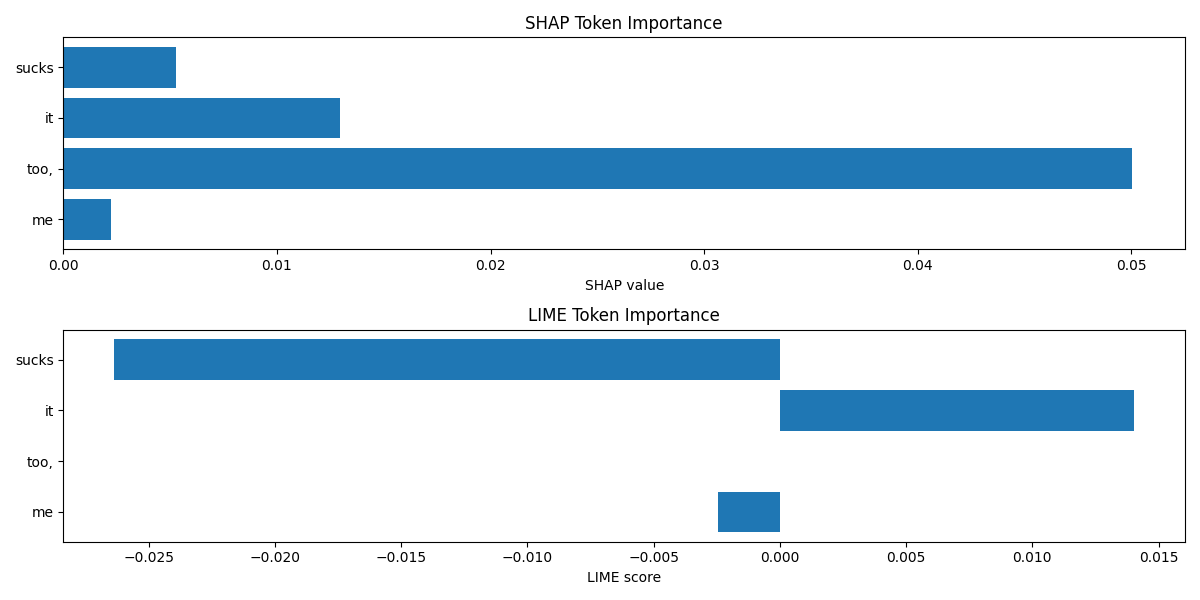 SHAP Token Importance
sucks
it
too,
me
0.00 0.01 0.02 0.03 0.04 0.05
SHAP value
LIME Token Importance
sucks
it
too,
me
−0.025 −0.020 −0.015 −0.010 −0.005 0.000 0.005 0.010 0.015
LIME score